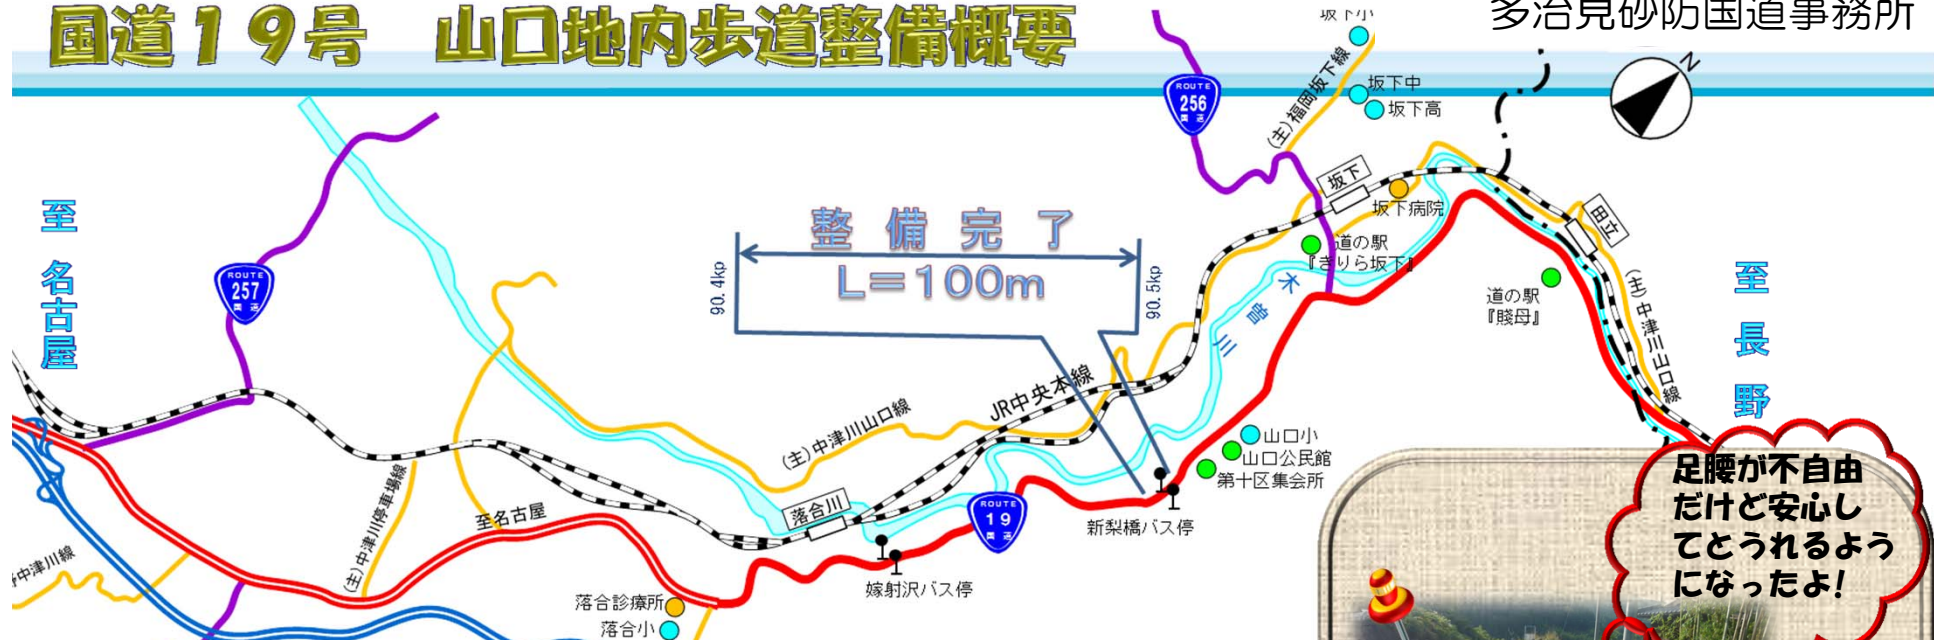 国道１９号　山口地内歩道整備概要
多治見砂防国道事務所
坂下小
坂下中
坂下高
(主)福岡坂下線
N
ROUTE
256
国道
坂下
坂下病院
道の駅
『きりら坂下』
田立
道の駅
『賤母』
(主)中津川山口線
至長野
至名古屋
ROUTE
257
国道
整備完了
L=100m
90.4kp
90.5kp
木曽川
JR中央本線
(主)中津川山口線
山口小
山口公民館
第十区集会所
新梨橋バス停
ROUTE
19
国道
落合川
嫁射沢バス停
至名古屋
(主)中津川停車場線
中津川線
落合診療所
落合小
足腰が不自由
だけど安心し
てとうれるよう
になったよ!